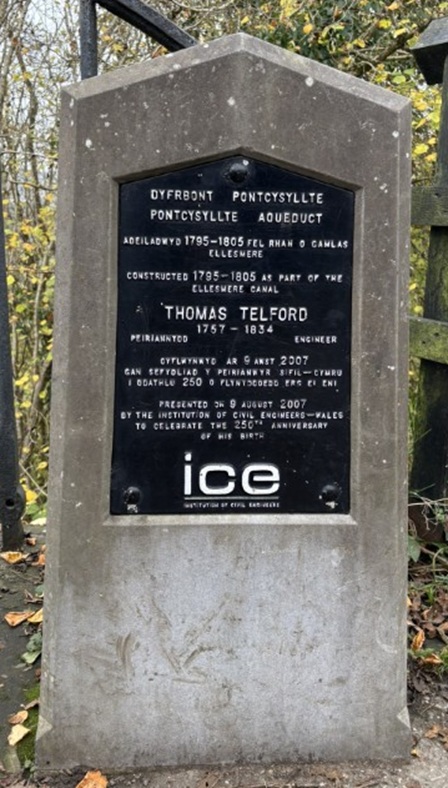 DYFRBONT PONTCYSYLLTE
PONTCYSYLLTE AQUEDUCT
ADEILADWYD 1795-1805 FEL RHAN O GAMLAS
ELLESMERE
CONSTRUCTED 1795-1805 AS PART OF THE
ELLESMERE CANAL
THOMAS TELFORD
1757 - 1834
PEIRIANNYDD ENGINEER
CYFLWYNWYD AR 9 AWST 2007
GAN SEFYDLIAD Y PEIRIANWYR SIFIL-CYMRU
I DDATHLU 250 O FLYNYDDOEDD ERS EI ENI
PRESENTED ON 9 AUGUST 2007
BY THE INSTITUTION OF CIVIL ENGINEERS-WALES
TO CELEBRATE THE 250TH ANNIVERSARY
OF HIS BIRTH
ice
INSTITUTION OF CIVIL ENGINEERS